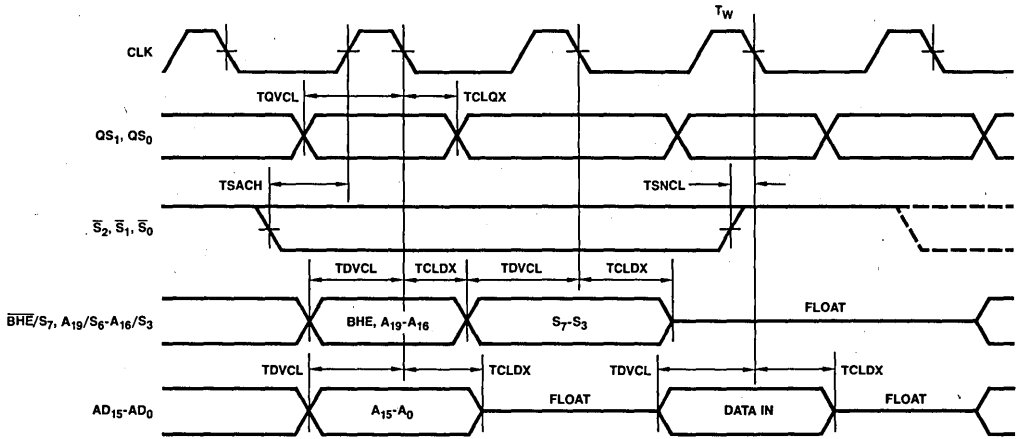 T_W
CLK
TQVCL TCLQX
QS₁, QS₀
TSACH TSNCL
S̅₂, S̅₁, S̅₀
TDVCL TCLDX TDVCL TCLDX
B̅H̅E̅/S₇, A₁₉/S₆-A₁₆/S₃ BHE, A₁₉-A₁₆ S₇-S₃ FLOAT
TDVCL TCLDX TDVCL TCLDX
AD₁₅-AD₀ A₁₅-A₀ FLOAT DATA IN FLOAT